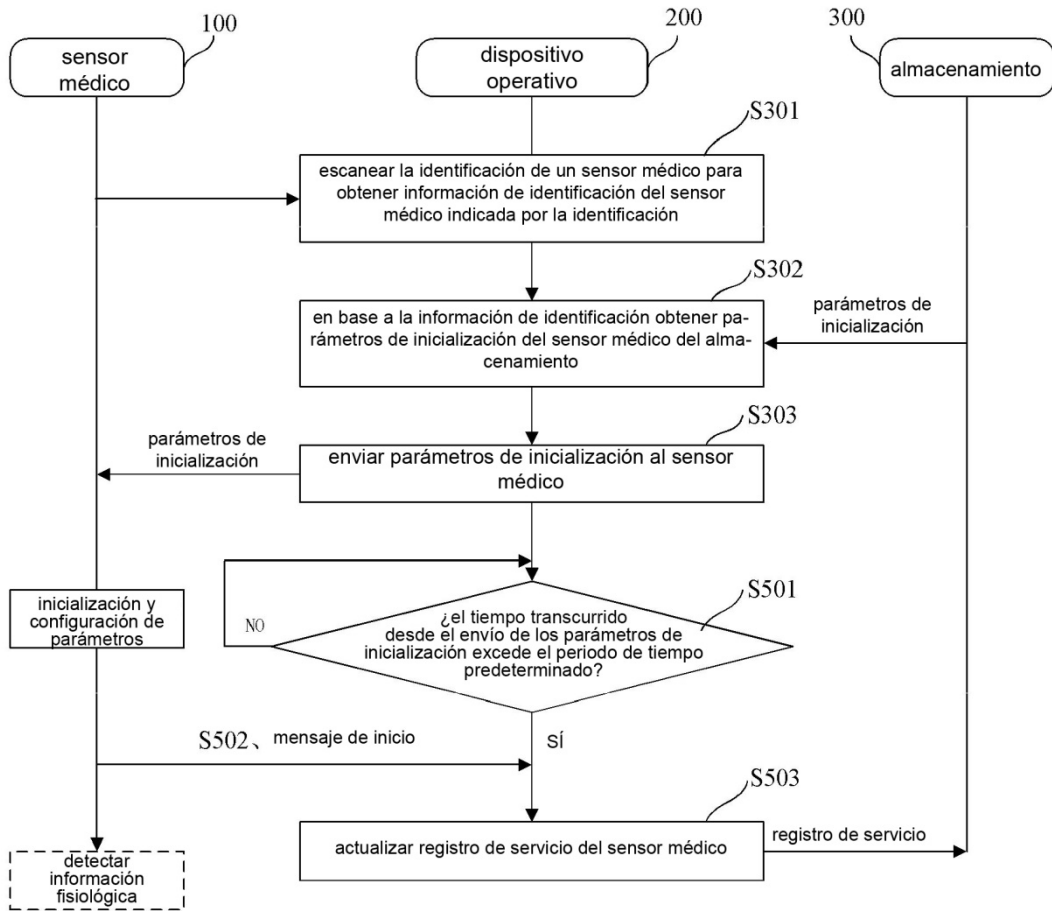 100
200
300
sensor
médico
dispositivo
operativo
almacenamiento
S301
escanear la identificación de un sensor médico para
obtener información de identificación del sensor
médico indicada por la identificación
S302
en base a la información de identificación obtener pa-
rámetros de inicialización del sensor médico del alma-
cenamiento
parámetros de
inicialización
S303
parámetros de
inicialización
enviar parámetros de inicialización al sensor
médico
S501
inicialización y
configuración de
parámetros
NO
¿el tiempo transcurrido
desde el envío de los parámetros de
inicialización excede el periodo de tiempo
predeterminado?
S502、mensaje de inicio
SÍ
S503
actualizar registro de servicio del sensor médico
registro de servicio
detectar
información
fisiológica